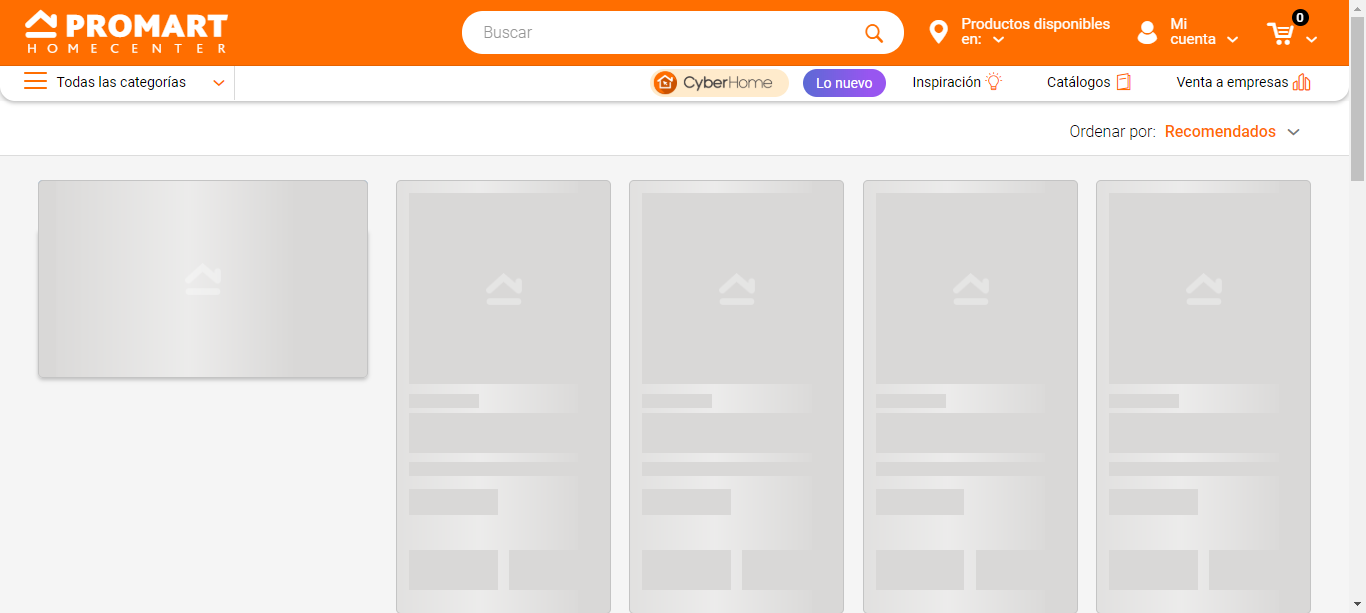 PROMART
HOMECENTER
Buscar
Productos disponibles
en:
Mi
cuenta
0
Todas las categorías
CyberHome
Lo nuevo
Inspiración
Catálogos
Venta a empresas
Ordenar por: Recomendados